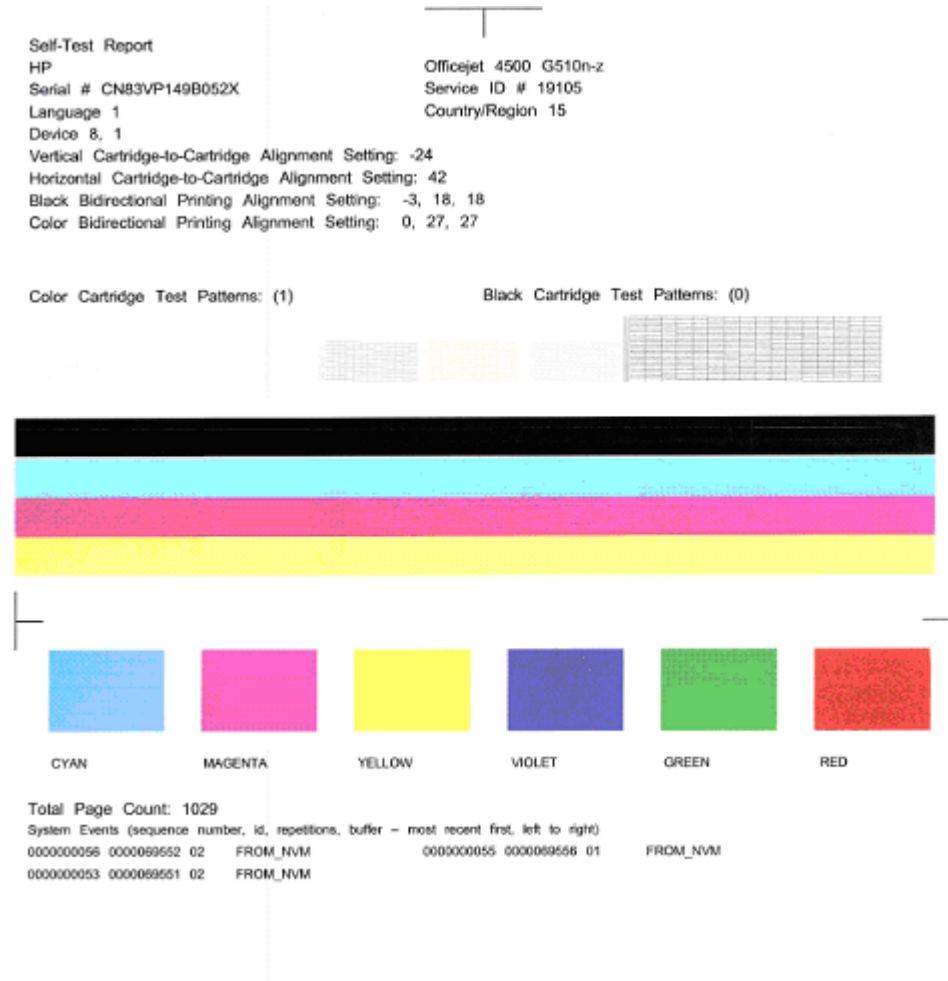 Self-Test Report
HP
Officejet 4500 G510n-z
Serial # CN83VP149B052X
Service ID # 19105
Language 1
Country/Region 15
Device 8, 1
Vertical Cartridge-to-Cartridge Alignment Setting: -24
Horizontal Cartridge-to-Cartridge Alignment Setting: 42
Black Bidirectional Printing Alignment Setting: -3, 18, 18
Color Bidirectional Printing Alignment Setting: 0, 27, 27
Color Cartridge Test Patterns: (1)
Black Cartridge Test Patterns: (0)
CYAN MAGENTA YELLOW VIOLET GREEN RED
Total Page Count: 1029
System Events (sequence number, id, repetitions, buffer – most recent first, left to right)
0000000056 0000069552 02 FROM_NVM 0000000055 0000069556 01 FROM_NVM
0000000053 0000069551 02 FROM_NVM